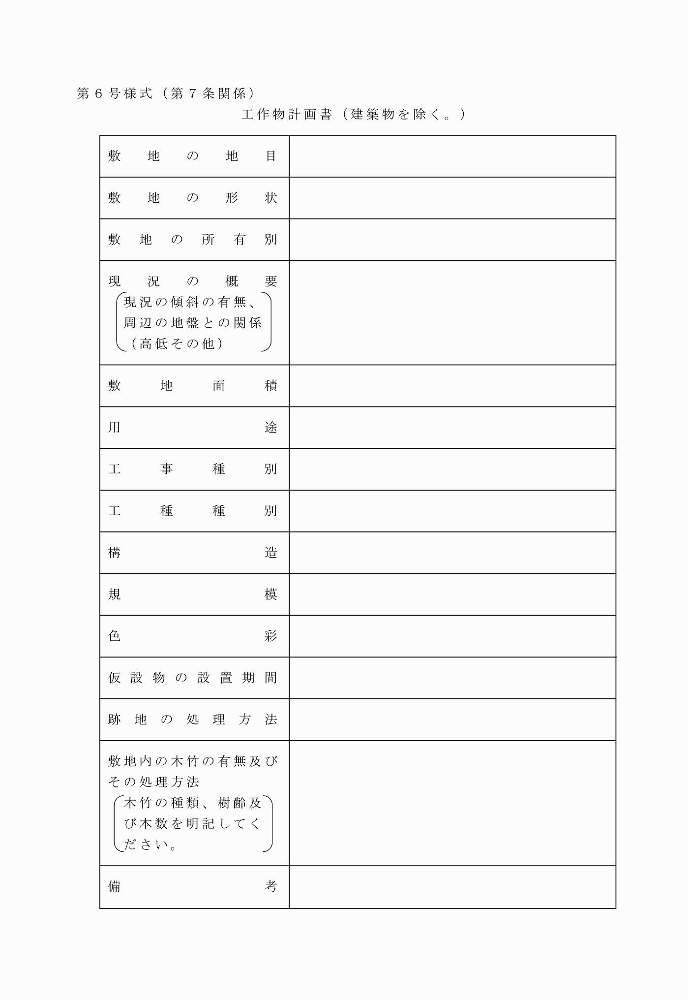 第６号様式（第７条関係）
工作物計画書（建築物を除く。）
敷地の地目
敷地の形状
敷地の所有別
現況の概要
現況の傾斜の有無、
周辺の地盤との関係
（高低その他）
敷地面積
用途
工事種別
工種種別
構造
規模
色彩
仮設物の設置期間
跡地の処理方法
敷地内の木竹の有無及び
その処理方法
木竹の種類、樹齢及
び本数を明記してく
ださい。
備考